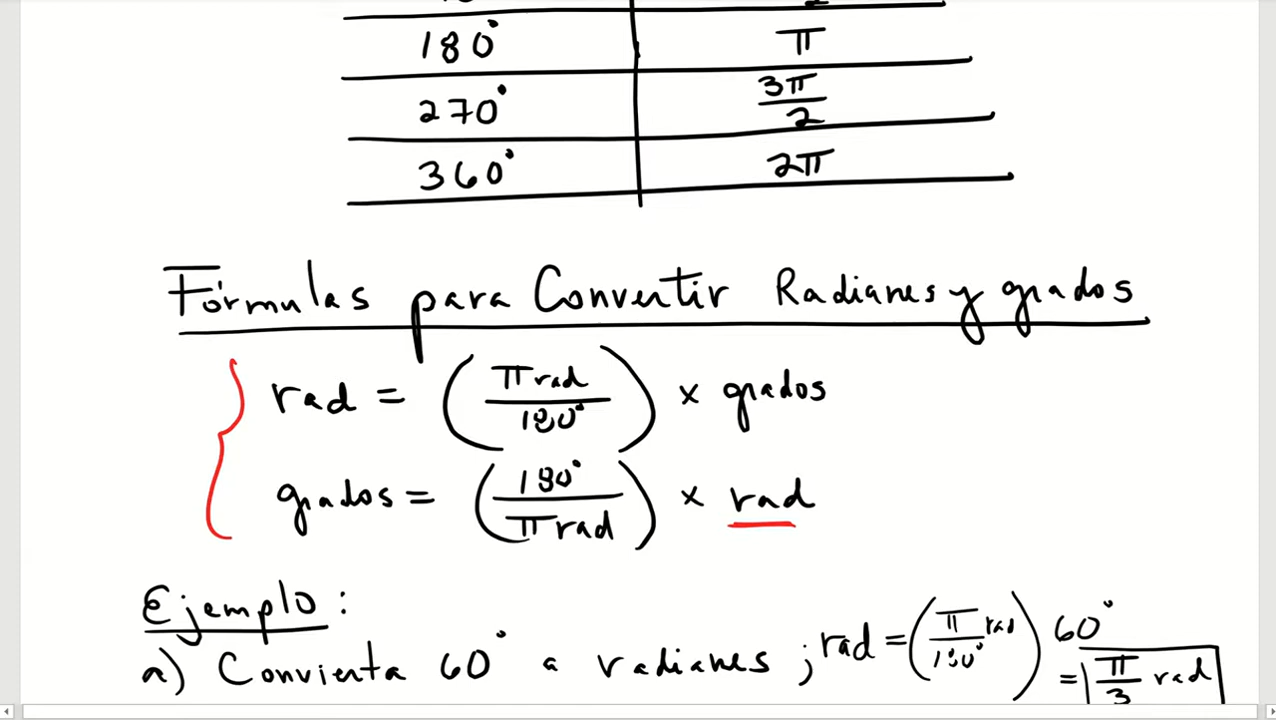 180° π
270° 3π/2
360° 2π
Fórmulas para Convertir Radianes y grados
rad = (π rad / 180°) × grados
grados = (180° / π rad) × rad
Ejemplo:
a) Convierta 60° a radianes ; rad = (π rad / 180°) 60°
= π/3 rad